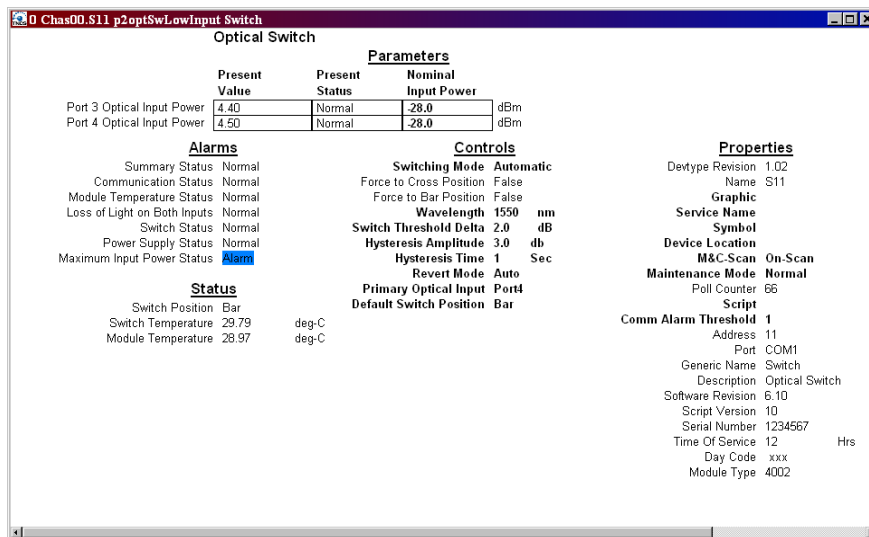 0 Chas00.S11 p2optSwLowInput Switch
Optical Switch
Parameters
Present Value Present Status Nominal Input Power
Port 3 Optical Input Power 4.40 Normal -28.0 dBm
Port 4 Optical Input Power 4.50 Normal -28.0 dBm
Alarms
Summary Status Normal
Communication Status Normal
Module Temperature Status Normal
Loss of Light on Both Inputs Normal
Switch Status Normal
Power Supply Status Normal
Maximum Input Power Status Alarm
Status
Switch Position Bar
Switch Temperature 29.79 deg-C
Module Temperature 28.97 deg-C
Controls
Switching Mode Automatic
Force to Cross Position False
Force to Bar Position False
Wavelength 1550 nm
Switch Threshold Delta 2.0 dB
Hysteresis Amplitude 3.0 db
Hysteresis Time 1 Sec
Revert Mode Auto
Primary Optical Input Port4
Default Switch Position Bar
Properties
Devtype Revision 1.02
Name S11
Graphic
Service Name
Symbol
Device Location
M&C-Scan On-Scan
Maintenance Mode Normal
Poll Counter 66
Script
Comm Alarm Threshold 1
Address 11
Port COM1
Generic Name Switch
Description Optical Switch
Software Revision 6.10
Script Version 10
Serial Number 1234567
Time Of Service 12 Hrs
Day Code xxx
Module Type 4002